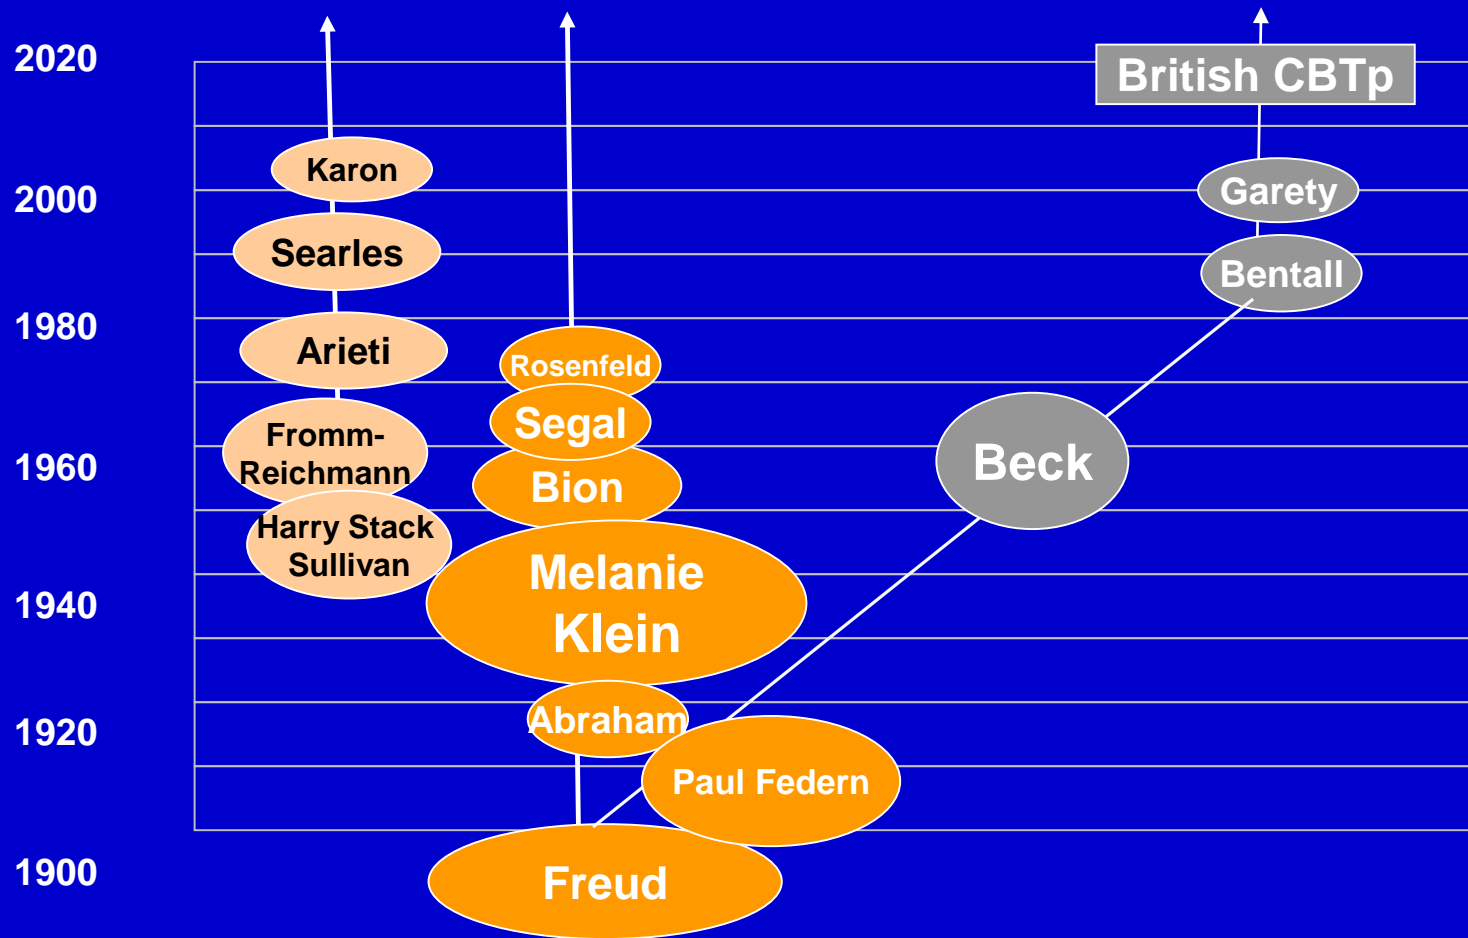 2020
British CBTp
Karon
2000
Garety
Searles
Bentall
1980
Arieti
Rosenfeld
Segal
Fromm-
Reichmann
1960
Beck
Bion
Harry Stack
Sullivan
Melanie
Klein
1940
Abraham
1920
Paul Federn
1900
Freud